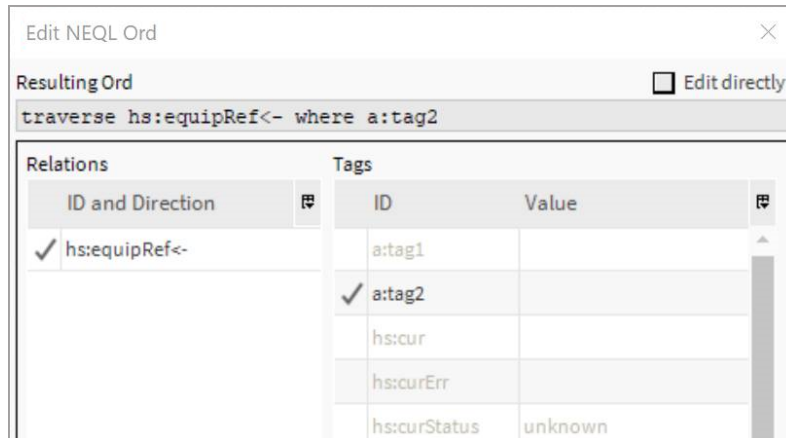 Edit NEQL Ord
Resulting Ord Edit directly
traverse hs:equipRef<- where a:tag2
Relations Tags
ID and Direction ID Value
hs:equipRef<- a:tag1
a:tag2
hs:cur
hs:curErr
hs:curStatus unknown